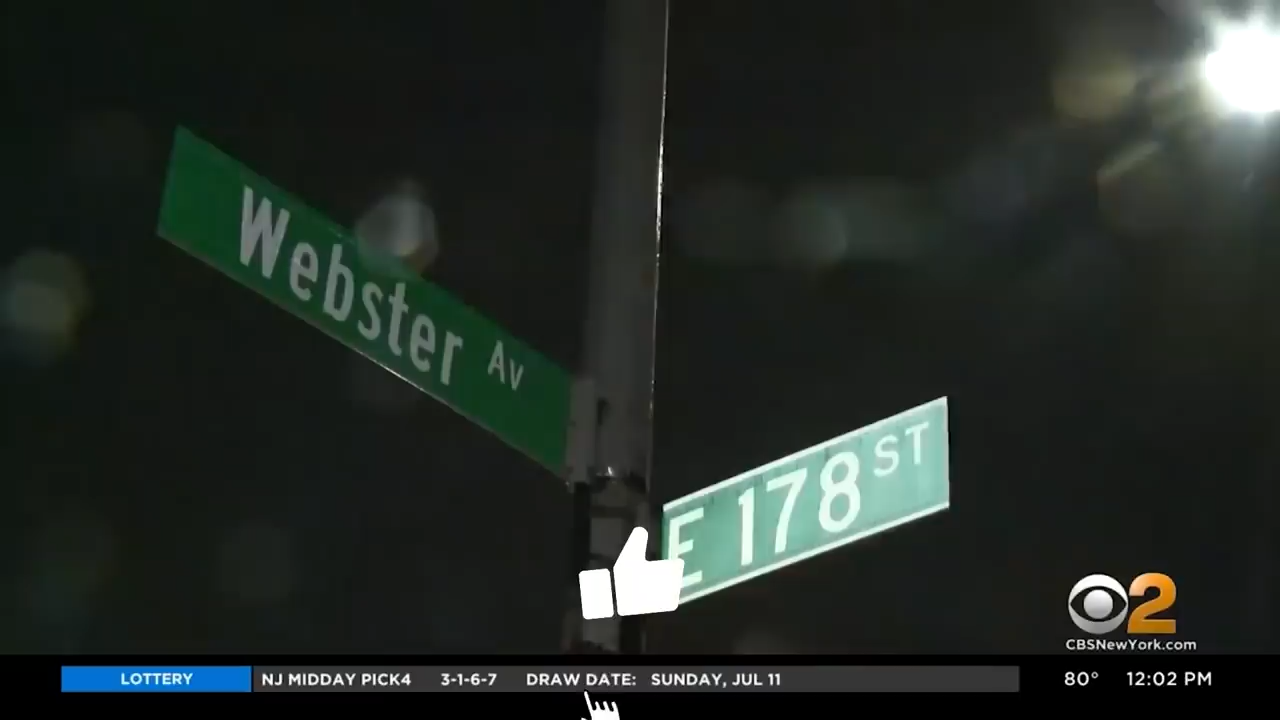 Webster Av
E 178 ST
2
CBSNewYork.com
LOTTERY NJ MIDDAY PICK4 3-1-6-7 DRAW DATE: SUNDAY, JUL 11 80° 12:02 PM